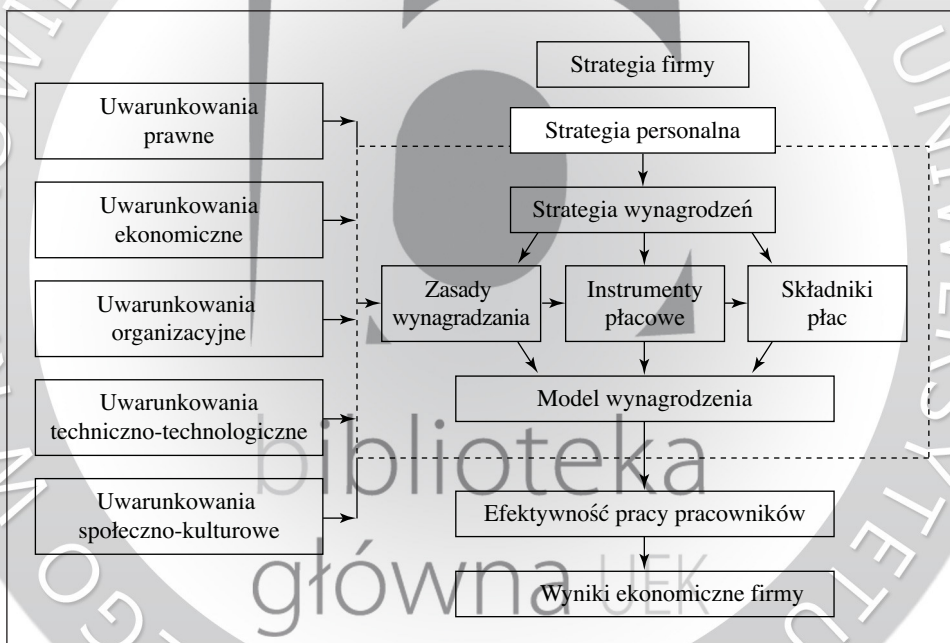 Strategia firmy
Strategia personalna
Strategia wynagrodzeń
Zasady
wynagradzania
Instrumenty
płacowe
Składniki
płac
Model wynagrodzenia
Efektywność pracy pracowników
Wyniki ekonomiczne firmy
Uwarunkowania
prawne
Uwarunkowania
ekonomiczne
Uwarunkowania
organizacyjne
Uwarunkowania
techniczno-technologiczne
Uwarunkowania
społeczno-kulturowe
biblioteka
główna UEK